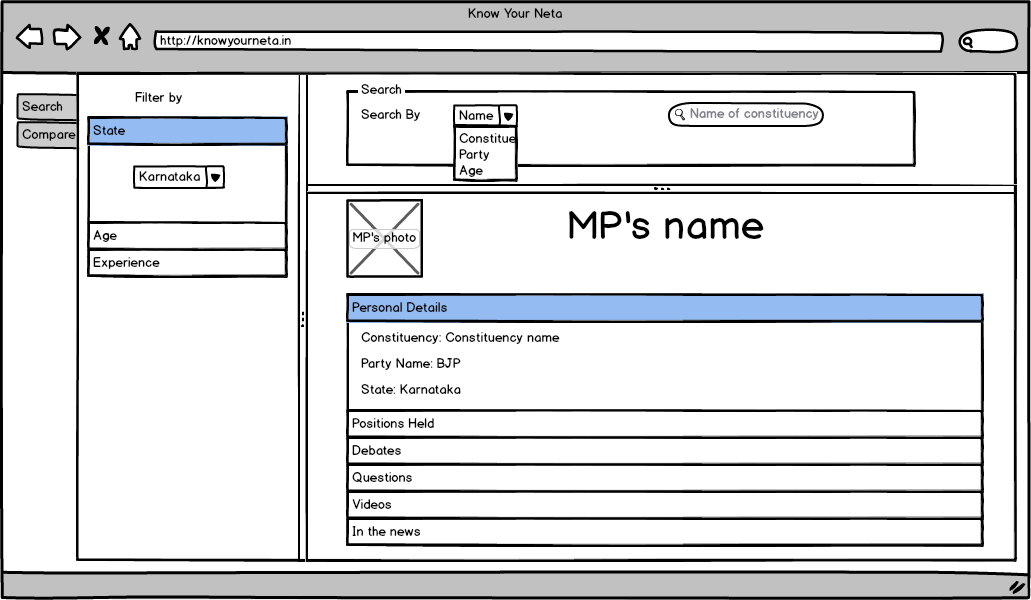 Know Your Neta
http://knowyourneta.in
Search
Compare
Filter by
State
Karnataka
Age
Experience
Search
Search By
Name
Constitue
Party
Age
Name of constituency
MP's photo
MP's name
Personal Details
Constituency: Constituency name
Party Name: BJP
State: Karnataka
Positions Held
Debates
Questions
Videos
In the news